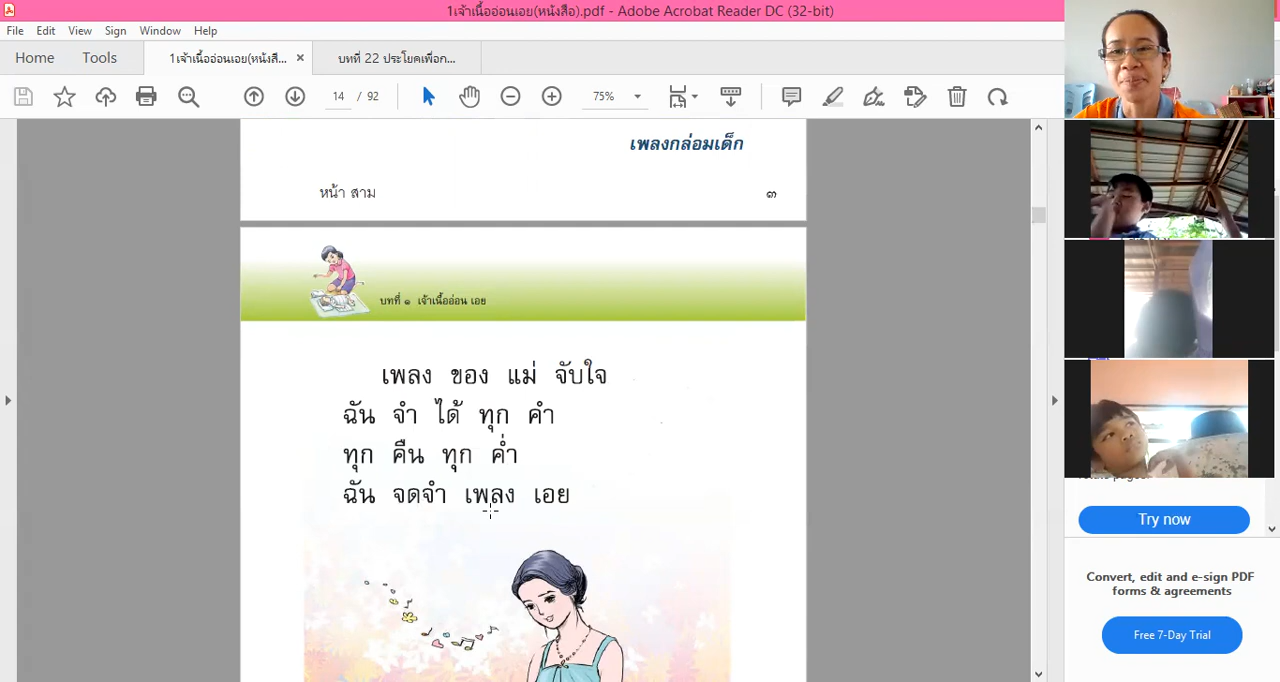 1เจ้าเนื้ออ่อนเอย(หนังสือ).pdf - Adobe Acrobat Reader DC (32-bit)
File Edit View Sign Window Help
Home Tools 1เจ้าเนื้ออ่อนเอย(หนังสื... × บทที่ 22 ประโยคเพื่อก...
14 / 92 75%
เพลงกล่อมเด็ก
หน้า สาม ๓
บทที่ ๑ เจ้าเนื้ออ่อน เอย
เพลง ของ แม่ จับใจ
ฉัน จำ ได้ ทุก คำ
ทุก คืน ทุก ค่ำ
ฉัน จดจำ เพลง เอย
Try now
Convert, edit and e-sign PDF
forms & agreements
Free 7-Day Trial